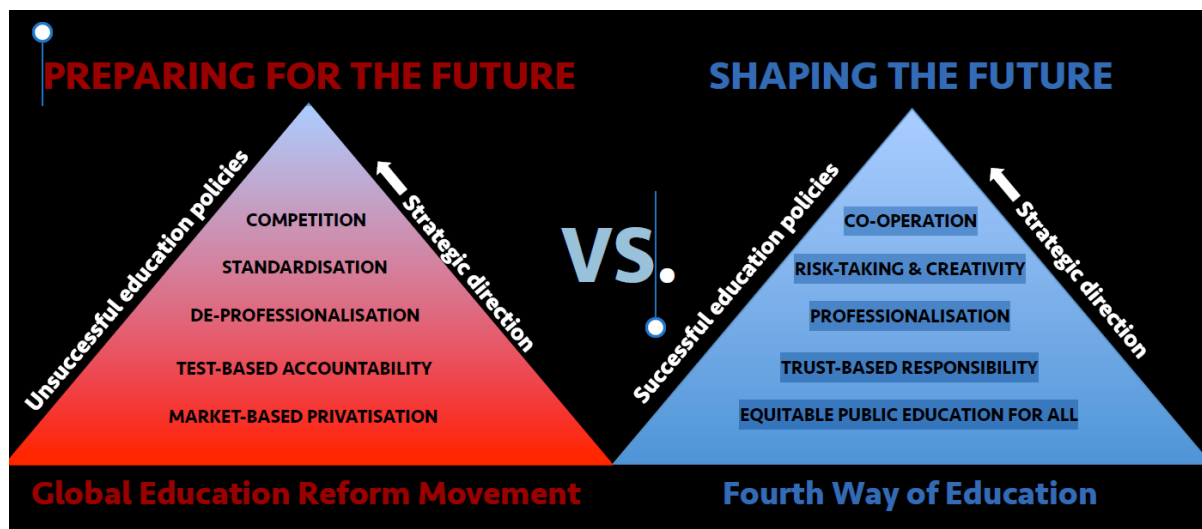 PREPARING FOR THE FUTURE
Unsuccessful education policies
Strategic direction
COMPETITION
STANDARDISATION
DE-PROFESSIONALISATION
TEST-BASED ACCOUNTABILITY
MARKET-BASED PRIVATISATION
Global Education Reform Movement
VS.
SHAPING THE FUTURE
Successful education policies
Strategic direction
CO-OPERATION
RISK-TAKING & CREATIVITY
PROFESSIONALISATION
TRUST-BASED RESPONSIBILITY
EQUITABLE PUBLIC EDUCATION FOR ALL
Fourth Way of Education